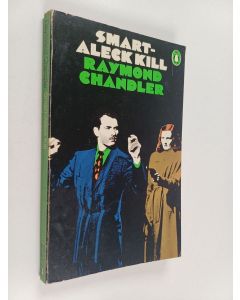 SMART-
ALECK KILL
RAYMOND
CHANDLER